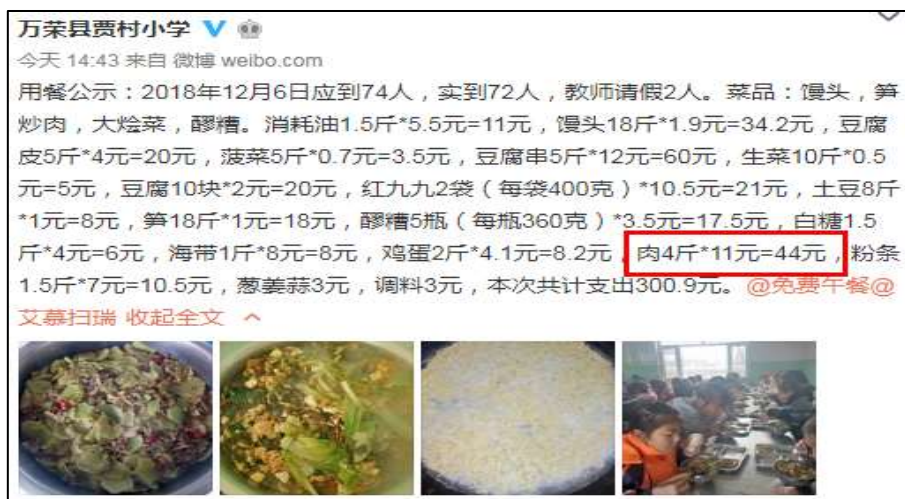 万荣县贾村小学
今天 14:43 来自 微博 weibo.com
用餐公示：2018年12月6日应到74人，实到72人，教师请假2人。菜品：馒头，笋
炒肉，大烩菜，醪糟。消耗油1.5斤*5.5元=11元，馒头18斤*1.9元=34.2元，豆腐
皮5斤*4元=20元，菠菜5斤*0.7元=3.5元，豆腐串5斤*12元=60元，生菜10斤*0.5
元=5元，豆腐10块*2元=20元，红九九2袋（每袋400克）*10.5元=21元，土豆8斤
*1元=8元，笋18斤*1元=18元，醪糟5瓶（每瓶360克）*3.5元=17.5元，白糖1.5
斤*4元=6元，海带1斤*8元=8元，鸡蛋2斤*4.1元=8.2元，肉4斤*11元=44元，粉条
1.5斤*7元=10.5元，葱姜蒜3元，调料3元，本次共计支出300.9元。@免费午餐@
艾慕扫瑞 收起全文